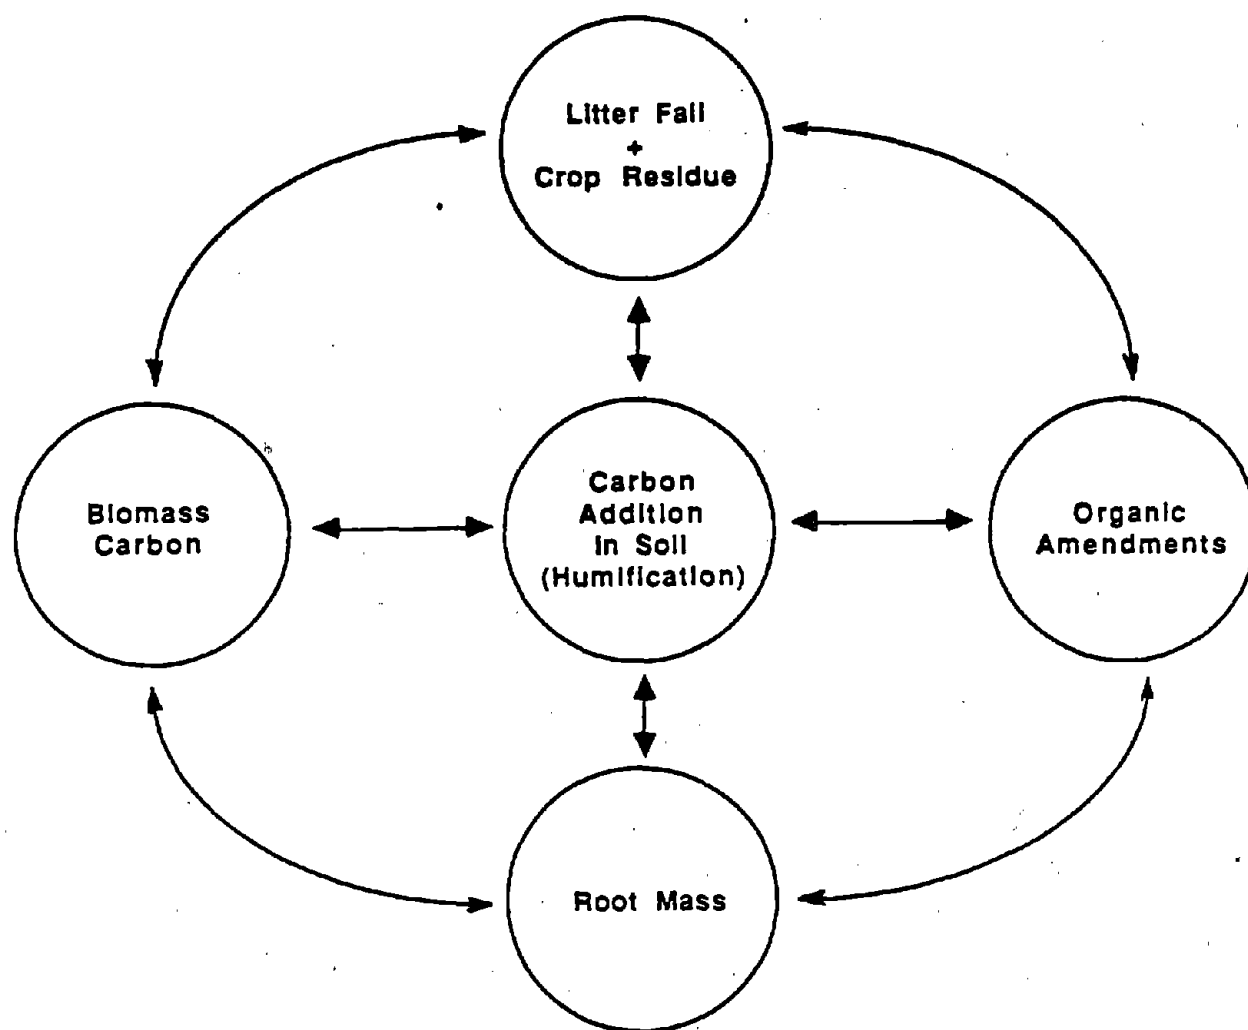 Litter Fall
+
Crop Residue
Biomass
Carbon
Carbon
Addition
in Soil
(Humification)
Organic
Amendments
Root Mass